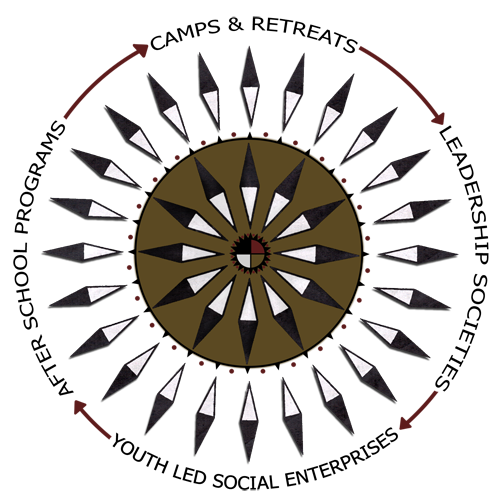 CAMPS & RETREATS
LEADERSHIP SOCIETIES
YOUTH LED SOCIAL ENTERPRISES
AFTER SCHOOL PROGRAMS